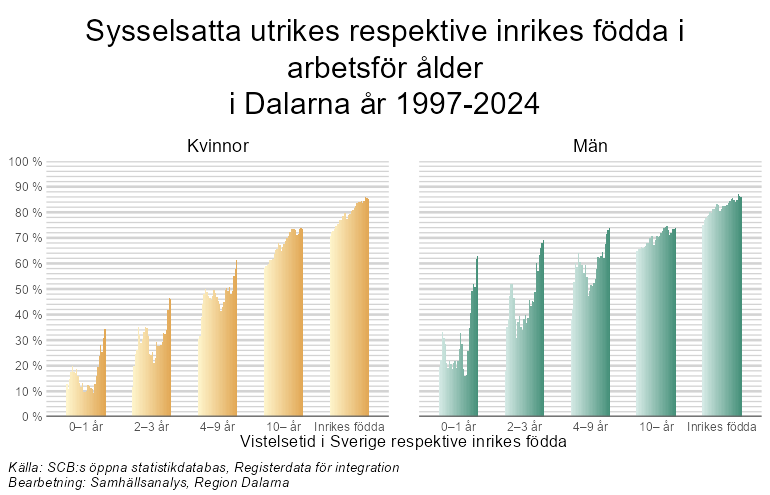 Sysselsatta utrikes respektive inrikes födda i
arbetsför ålder
i Dalarna år 1997-2024
Kvinnor
Män
100 %
90 %
80 %
70 %
60 %
50 %
40 %
30 %
20 %
10 %
0 %
0–1 år
2–3 år
4–9 år
10– år
Inrikes födda
0–1 år
2–3 år
4–9 år
10– år
Inrikes födda
Vistelsetid i Sverige respektive inrikes födda
Källa: SCB:s öppna statistikdatabas, Registerdata för integration
Bearbetning: Samhällsanalys, Region Dalarna